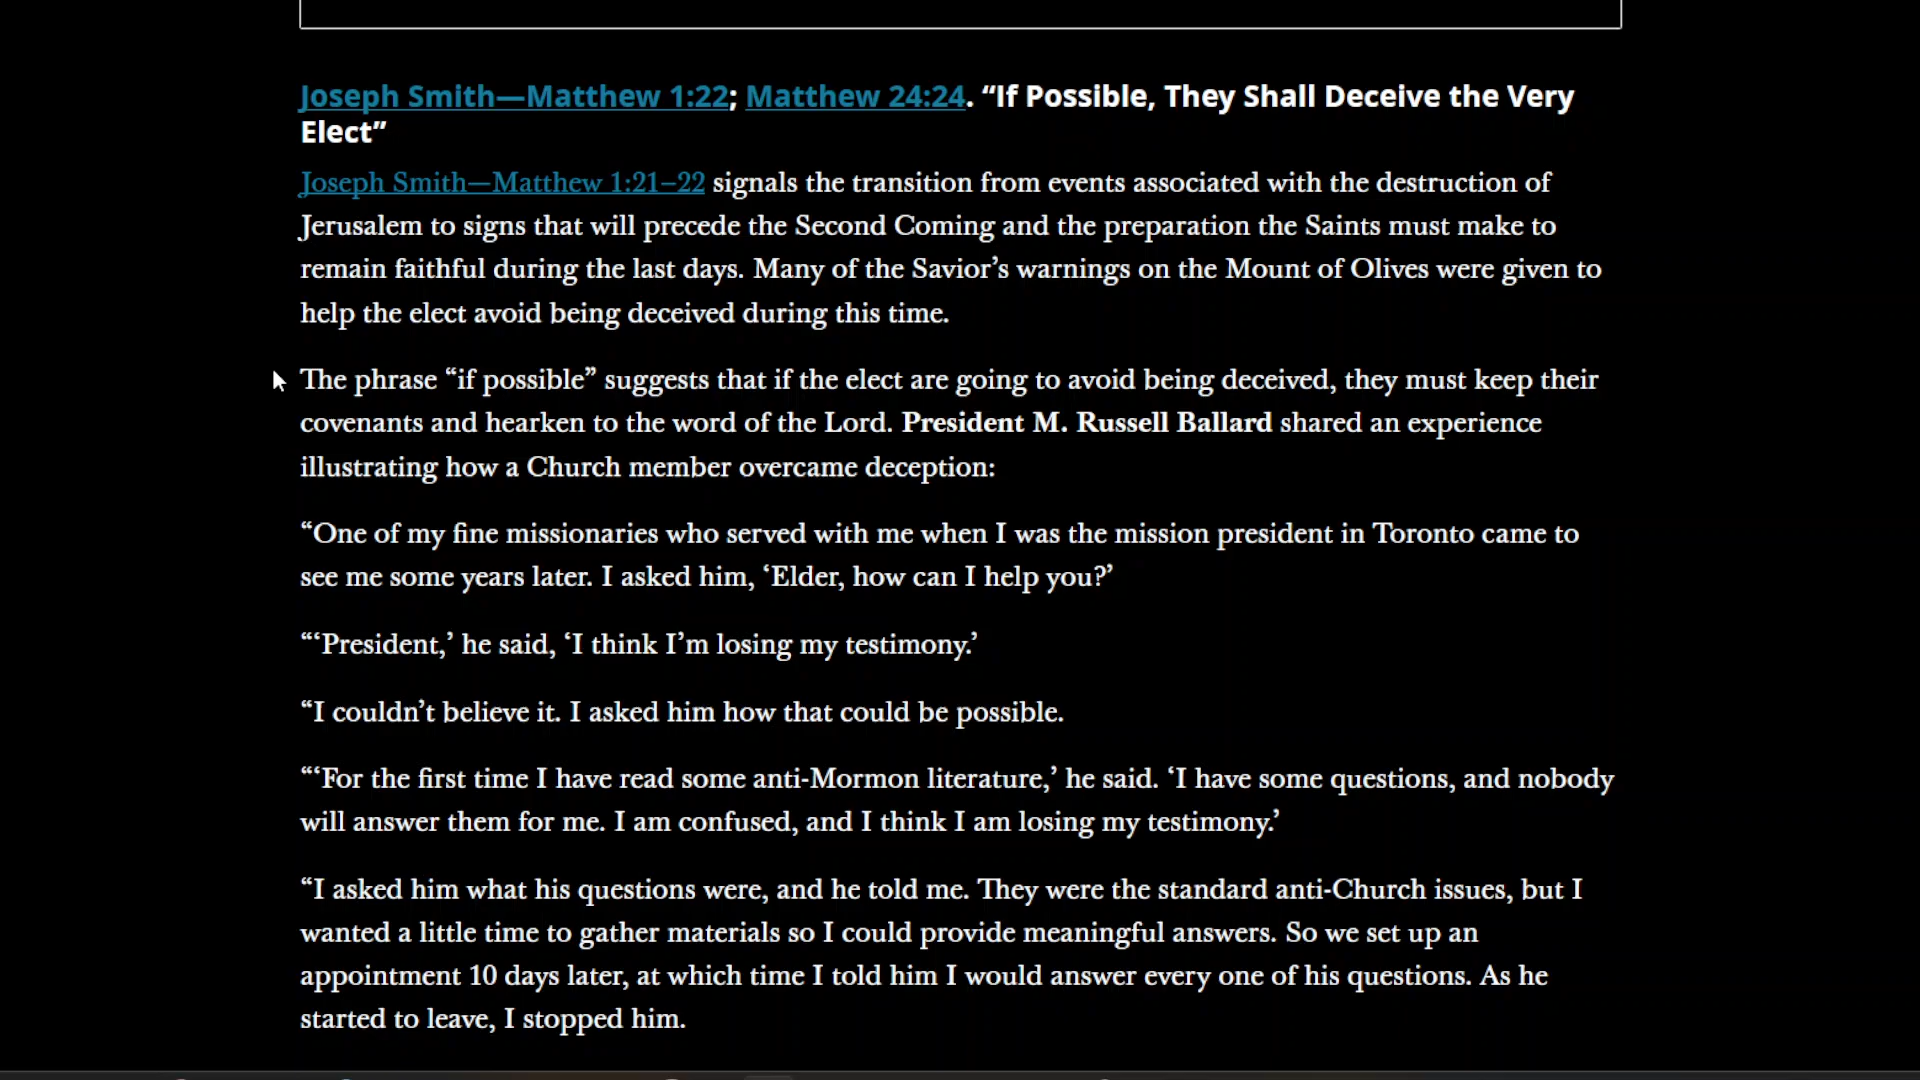 Joseph Smith—Matthew 1:22; Matthew 24:24. “If Possible, They Shall Deceive the Very
Elect”
Joseph Smith—Matthew 1:21–22 signals the transition from events associated with the destruction of
Jerusalem to signs that will precede the Second Coming and the preparation the Saints must make to
remain faithful during the last days. Many of the Savior’s warnings on the Mount of Olives were given to
help the elect avoid being deceived during this time.
The phrase “if possible” suggests that if the elect are going to avoid being deceived, they must keep their
covenants and hearken to the word of the Lord. President M. Russell Ballard shared an experience
illustrating how a Church member overcame deception:
“One of my fine missionaries who served with me when I was the mission president in Toronto came to
see me some years later. I asked him, ‘Elder, how can I help you?’
“‘President,’ he said, ‘I think I’m losing my testimony.’
“I couldn’t believe it. I asked him how that could be possible.
“‘For the first time I have read some anti-Mormon literature,’ he said. ‘I have some questions, and nobody
will answer them for me. I am confused, and I think I am losing my testimony.’
“I asked him what his questions were, and he told me. They were the standard anti-Church issues, but I
wanted a little time to gather materials so I could provide meaningful answers. So we set up an
appointment 10 days later, at which time I told him I would answer every one of his questions. As he
started to leave, I stopped him.